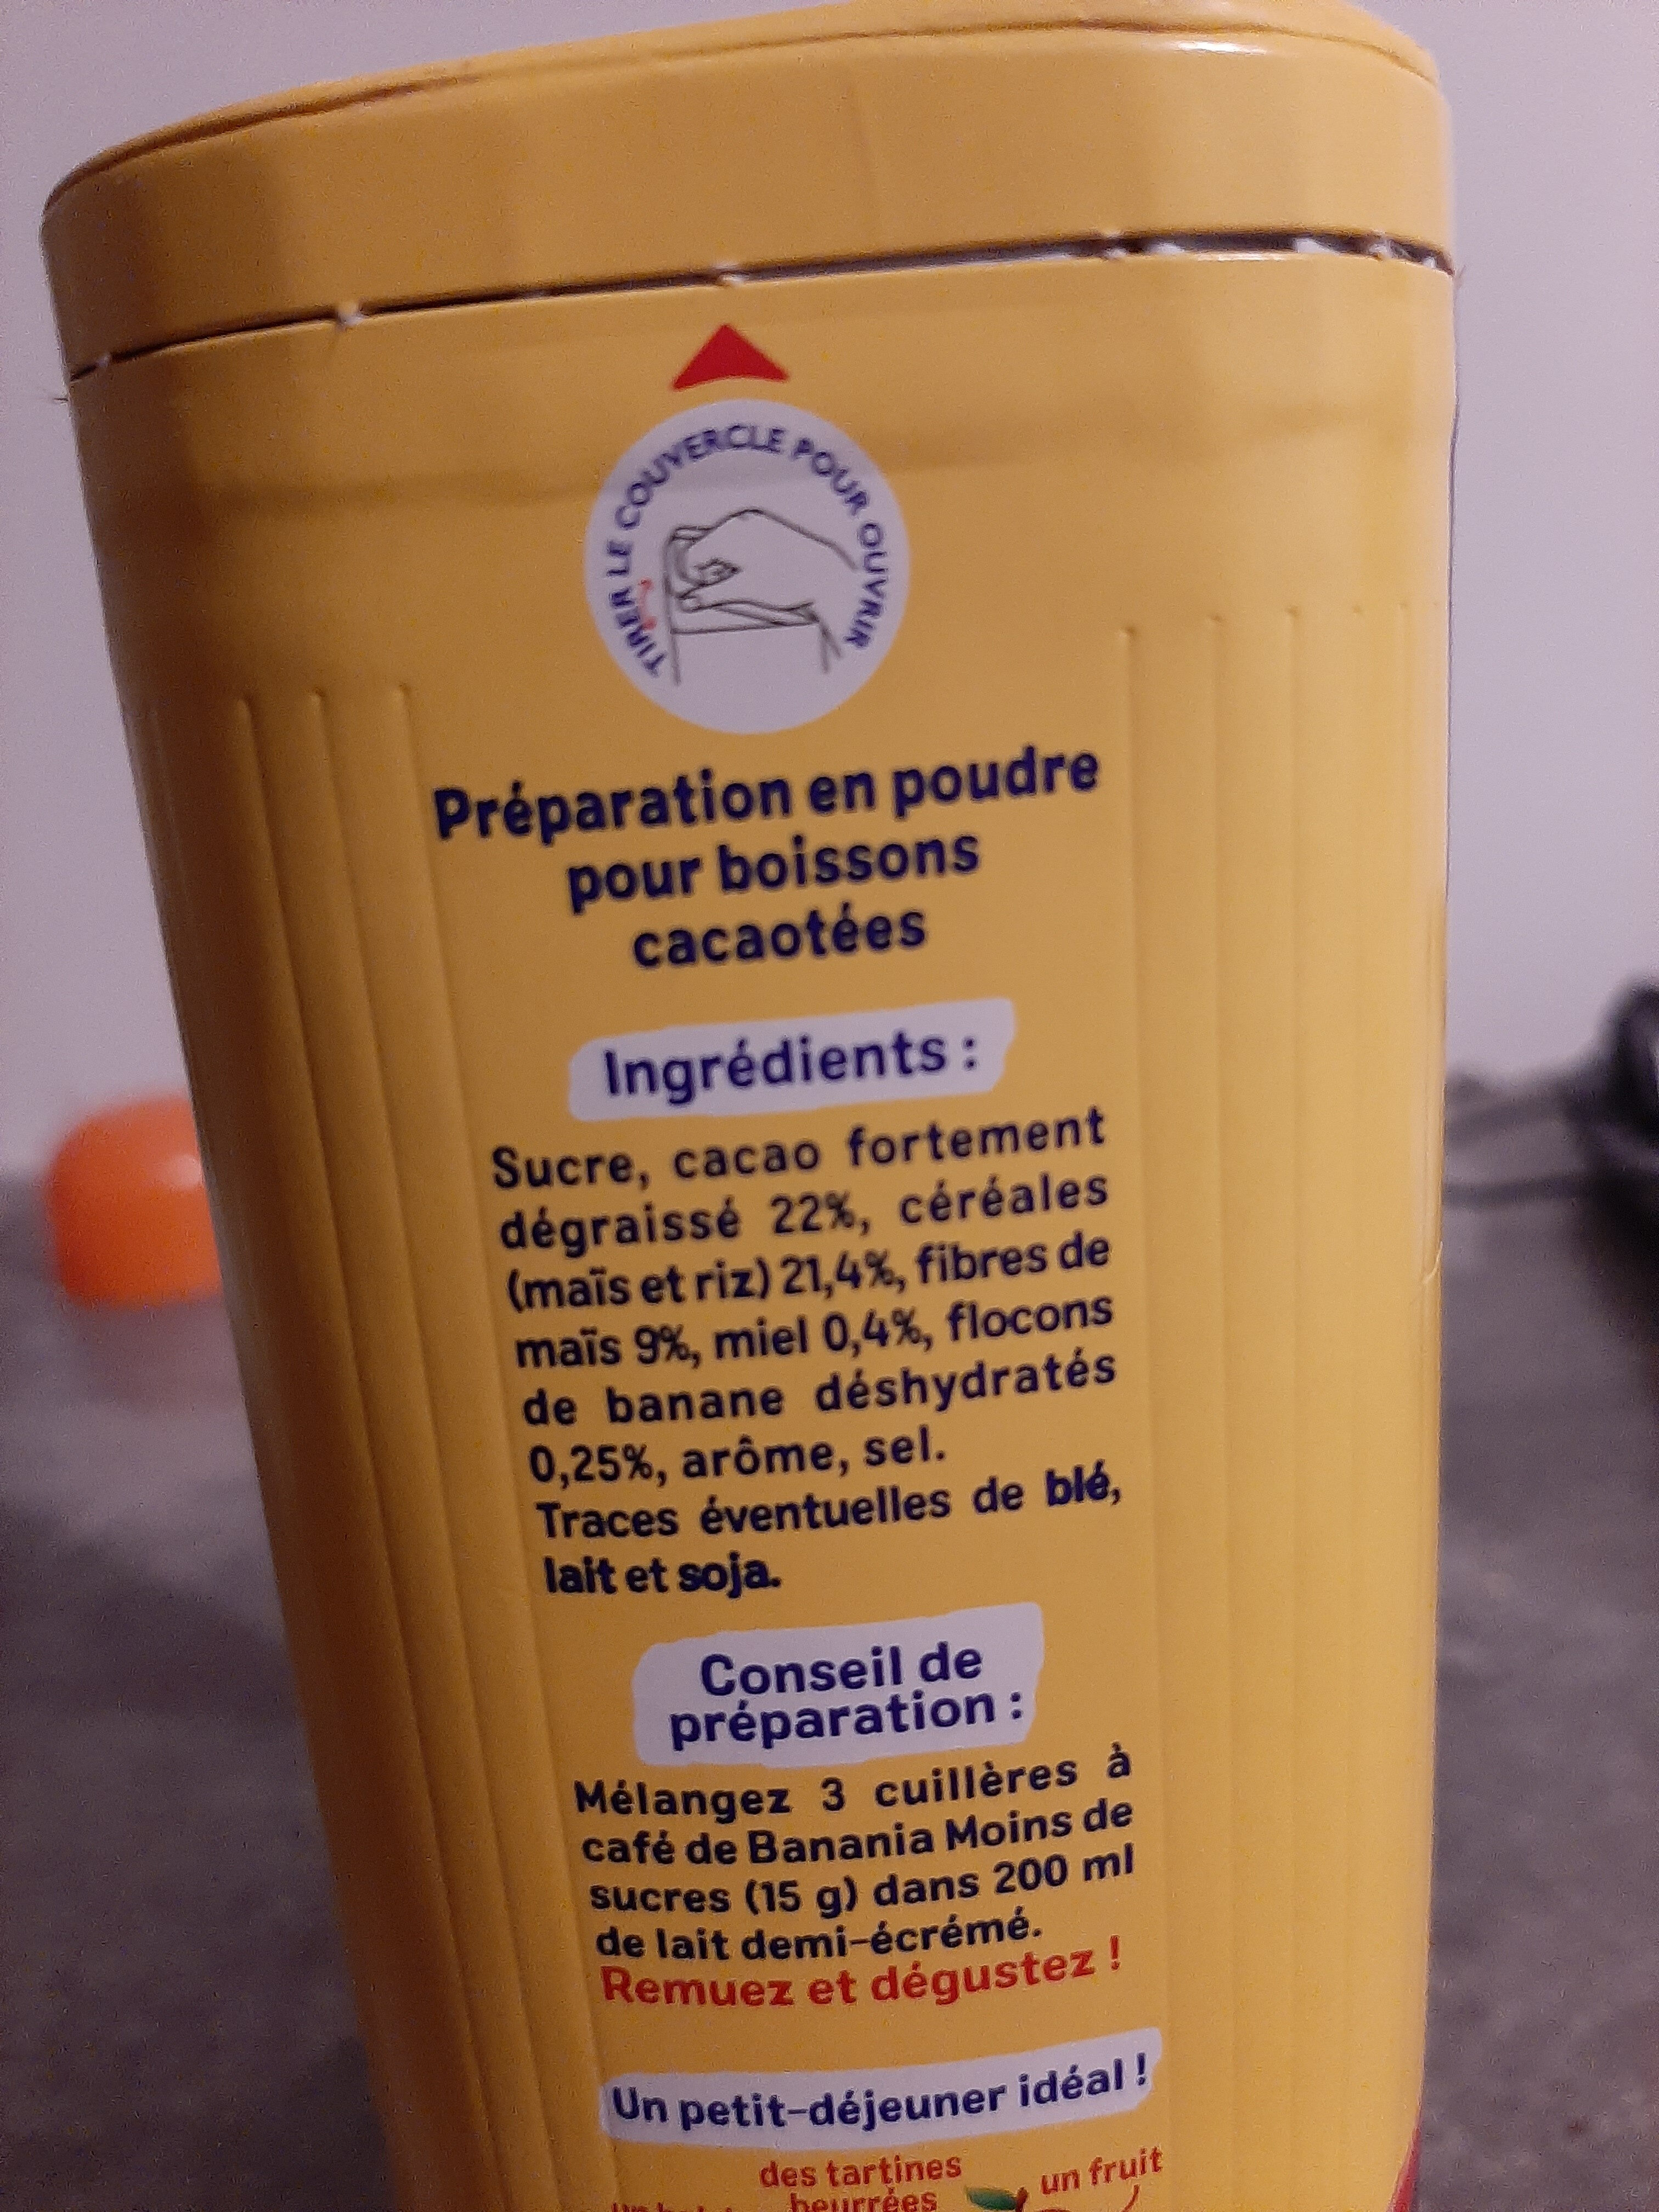 TIRER LE COUVERCLE POUR OUVRIR
Préparation en poudre
pour boissons
cacaotées
Ingrédients :
Sucre, cacao fortement
dégraissé 22%, céréales
(maïs et riz) 21,4%, fibres de
maïs 9%, miel 0,4%, flocons
de banane déshydratés
0,25%, arôme, sel.
Traces éventuelles de blé,
lait et soja.
Conseil de
préparation :
Mélangez 3 cuillères à
café de Banania Moins de
sucres (15 g) dans 200 ml
de lait demi-écrémé.
Remuez et dégustez !
Un petit-déjeuner idéal !
des tartines
beurrées
un fruit